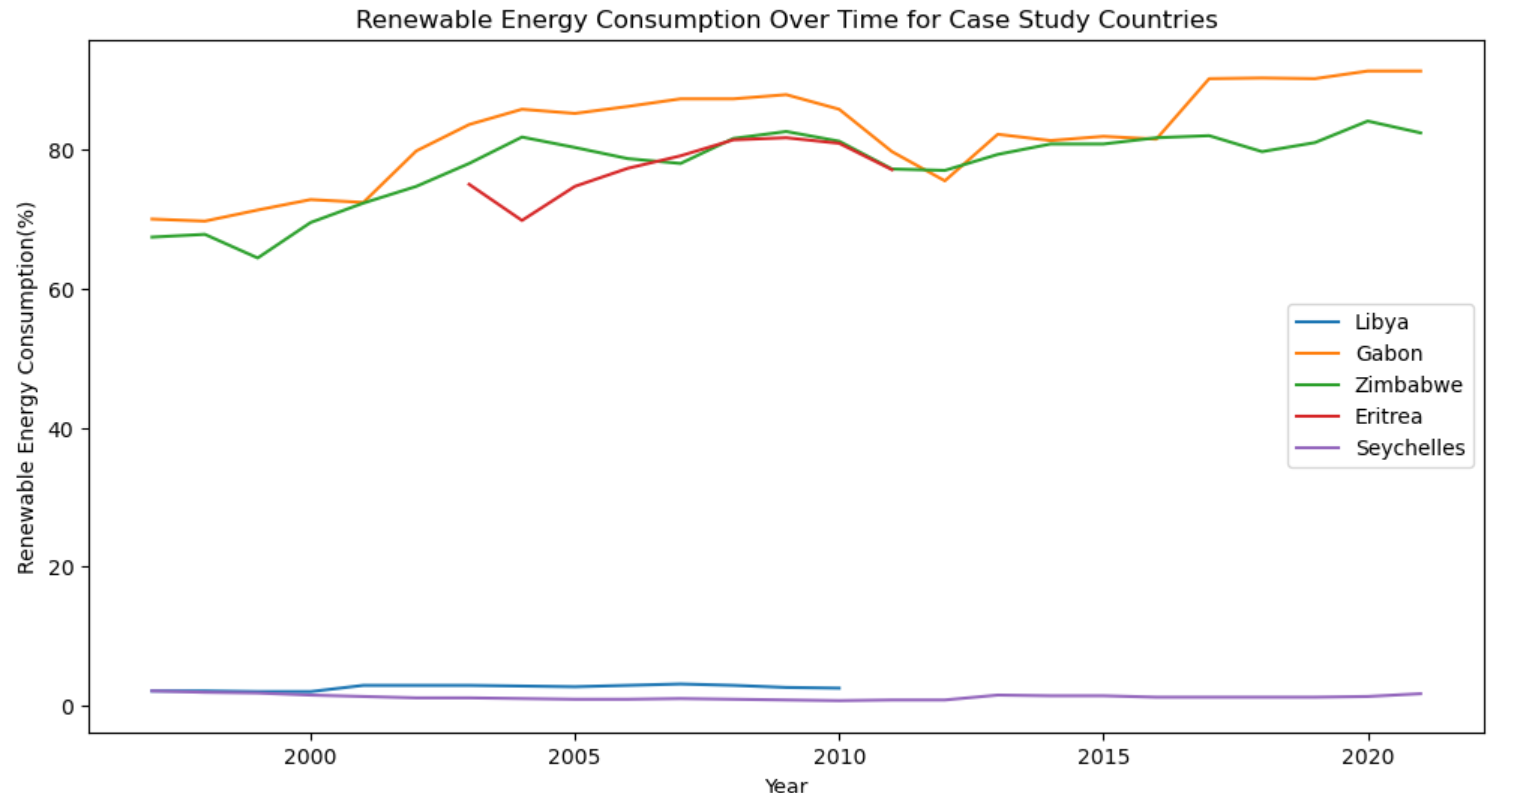 Renewable Energy Consumption Over Time for Case Study Countries
Renewable Energy Consumption(%)
80
60
40
20
0
Libya
Gabon
Zimbabwe
Eritrea
Seychelles
2000
2005
2010
2015
2020
Year